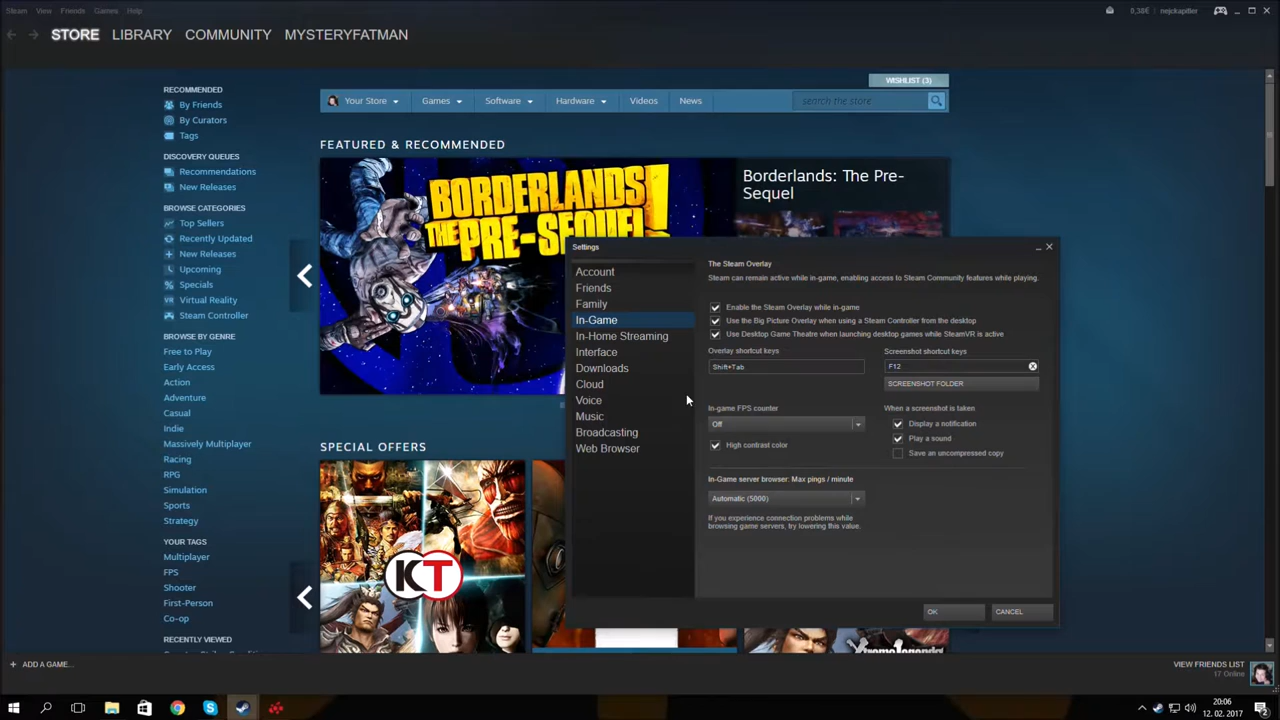 Steam View Friends Games Help
0,38€ nejckapitler
STORE LIBRARY COMMUNITY MYSTERYFATMAN
WISHLIST (3)
Your Store Games Software Hardware Videos News search the store
RECOMMENDED
By Friends
By Curators
Tags
DISCOVERY QUEUES
Recommendations
New Releases
BROWSE CATEGORIES
Top Sellers
Recently Updated
New Releases
Upcoming
Specials
Virtual Reality
Steam Controller
BROWSE BY GENRE
Free to Play
Early Access
Action
Adventure
Casual
Indie
Massively Multiplayer
Racing
RPG
Simulation
Sports
Strategy
YOUR TAGS
Multiplayer
FPS
Shooter
First-Person
Co-op
RECENTLY VIEWED
FEATURED & RECOMMENDED
BORDERLANDS
THE PRE-SEQUEL!
Borderlands: The Pre-
Sequel
SPECIAL OFFERS
KT
Settings
Account
Friends
Family
In-Game
In-Home Streaming
Interface
Downloads
Cloud
Voice
Music
Broadcasting
Web Browser
The Steam Overlay
Steam can remain active while in-game, enabling access to Steam Community features while playing.
Enable the Steam Overlay while in-game
Use the Big Picture Overlay when using a Steam Controller from the desktop
Use Desktop Game Theatre when launching desktop games while SteamVR is active
Overlay shortcut keys
Shift+Tab
Screenshot shortcut keys
F12
SCREENSHOT FOLDER
In-game FPS counter
Off
High contrast color
When a screenshot is taken
Display a notification
Play a sound
Save an uncompressed copy
In-Game server browser: Max pings / minute
Automatic (5000)
If you experience connection problems while
browsing game servers, try lowering this value.
OK CANCEL
+ ADD A GAME...
VIEW FRIENDS LIST
17 Online
20:06
12. 02. 2017
2